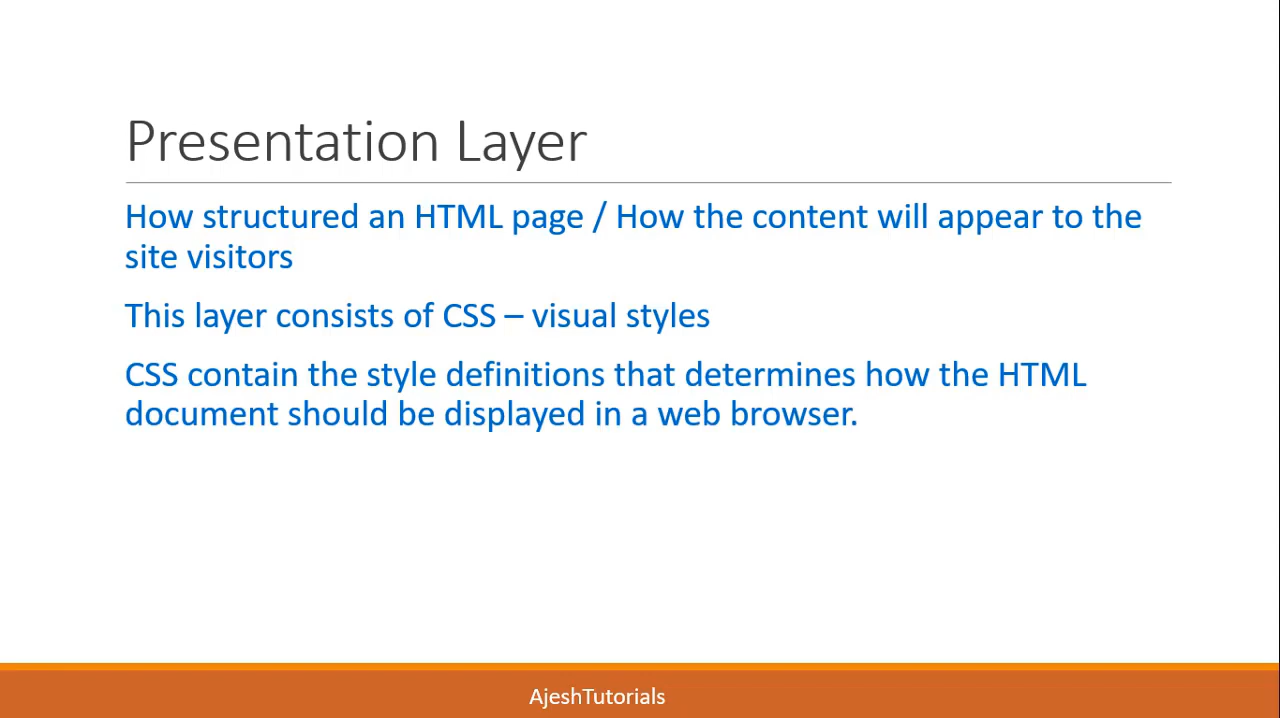 Presentation Layer
How structured an HTML page / How the content will appear to the
site visitors
This layer consists of CSS – visual styles
CSS contain the style definitions that determines how the HTML
document should be displayed in a web browser.
AjeshTutorials